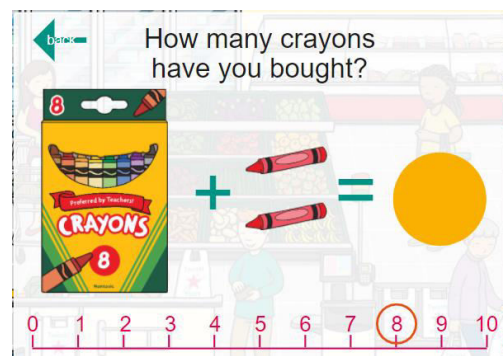 back
How many crayons
have you bought?
8
Preferred by Teachers!
CRAYONS
8
+ =
0 1 2 3 4 5 6 7 8 9 10